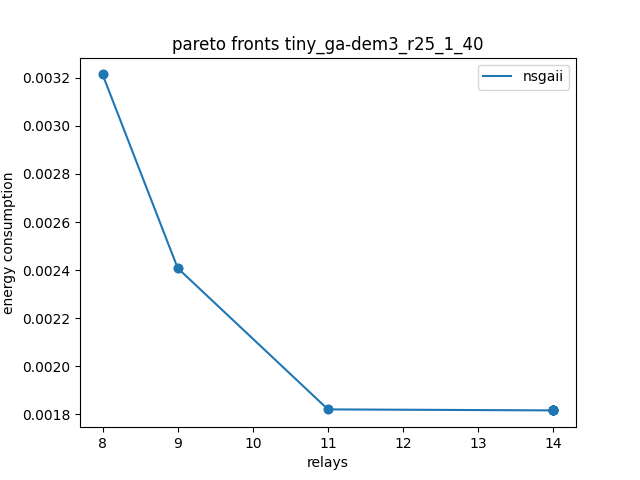 pareto fronts tiny_ga-dem3_r25_1_40
nsgaii
energy consumption
0.0032
0.0030
0.0028
0.0026
0.0024
0.0022
0.0020
0.0018
8 9 10 11 12 13 14
relays